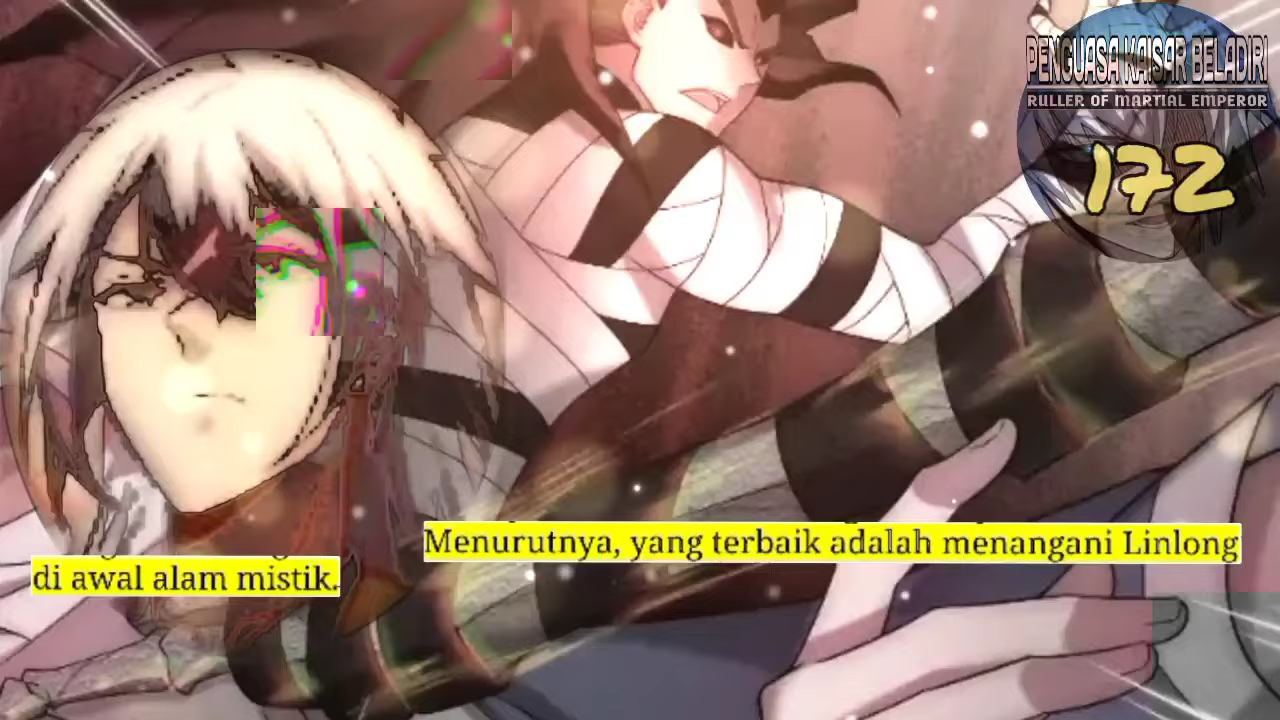 PENGUASA KAISAR BELADIRI
RULLER OF MARTIAL EMPEROR
172
Menurutnya, yang terbaik adalah menangani Linlong
di awal alam mistik.